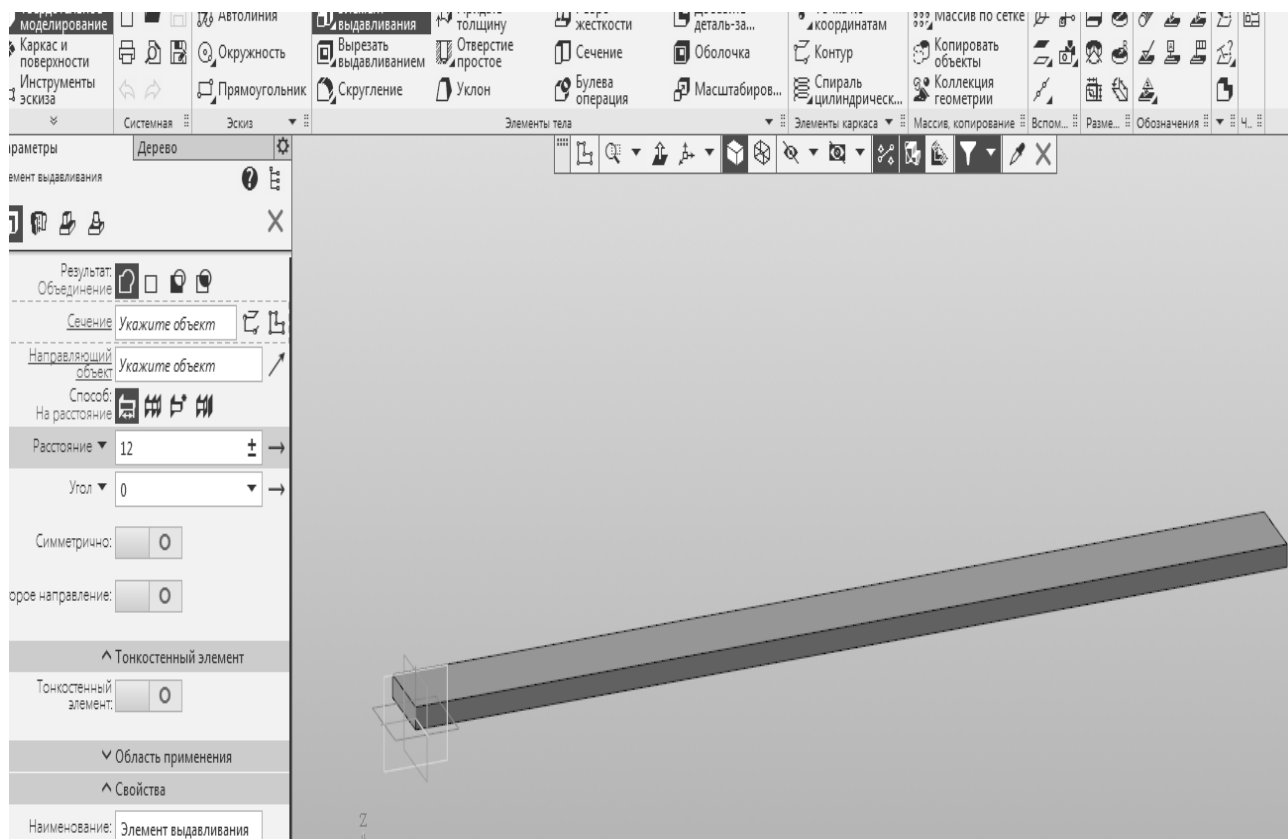 моделирование
Каркас и
поверхности
Инструменты
эскиза
Автолиния
Окружность
Прямоугольник
выдавливания
Вырезать
выдавливанием
Скругление
толщину
Отверстие
простое
Уклон
жесткости
Сечение
Булева
операция
деталь-за...
Оболочка
Масштабиров...
координатам
Контур
Спираль
цилиндрическ...
Массив по сетке
Копировать
объекты
Коллекция
геометрии
Системная
Эскиз
Элементы тела
Элементы каркаса
Массив, копирование
Вспом...
Разме...
Обозначения
Ч...
араметры
Дерево
емент выдавливания
Результат:
Объединение
Сечение
Укажите объект
Направляющий
объект
Укажите объект
Способ:
На расстояние
Расстояние
12
Угол
0
Симметрично:
орое направление:
Тонкостенный элемент
Тонкостенный
элемент:
Область применения
Свойства
Наименование:
Элемент выдавливания
Z